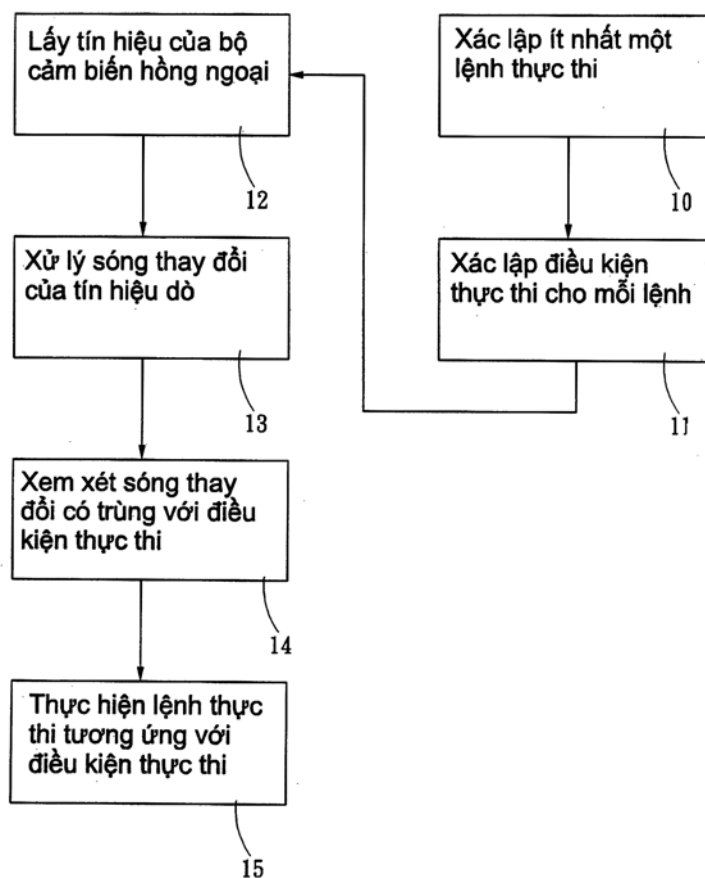 Lấy tín hiệu của bộ
cảm biến hồng ngoại
12
Xác lập ít nhất một
lệnh thực thi
10
Xử lý sóng thay đổi
của tín hiệu dò
13
Xác lập điều kiện
thực thi cho mỗi lệnh
11
Xem xét sóng thay
đổi có trùng với điều
kiện thực thi
14
Thực hiện lệnh thực
thi tương ứng với
điều kiện thực thi
15